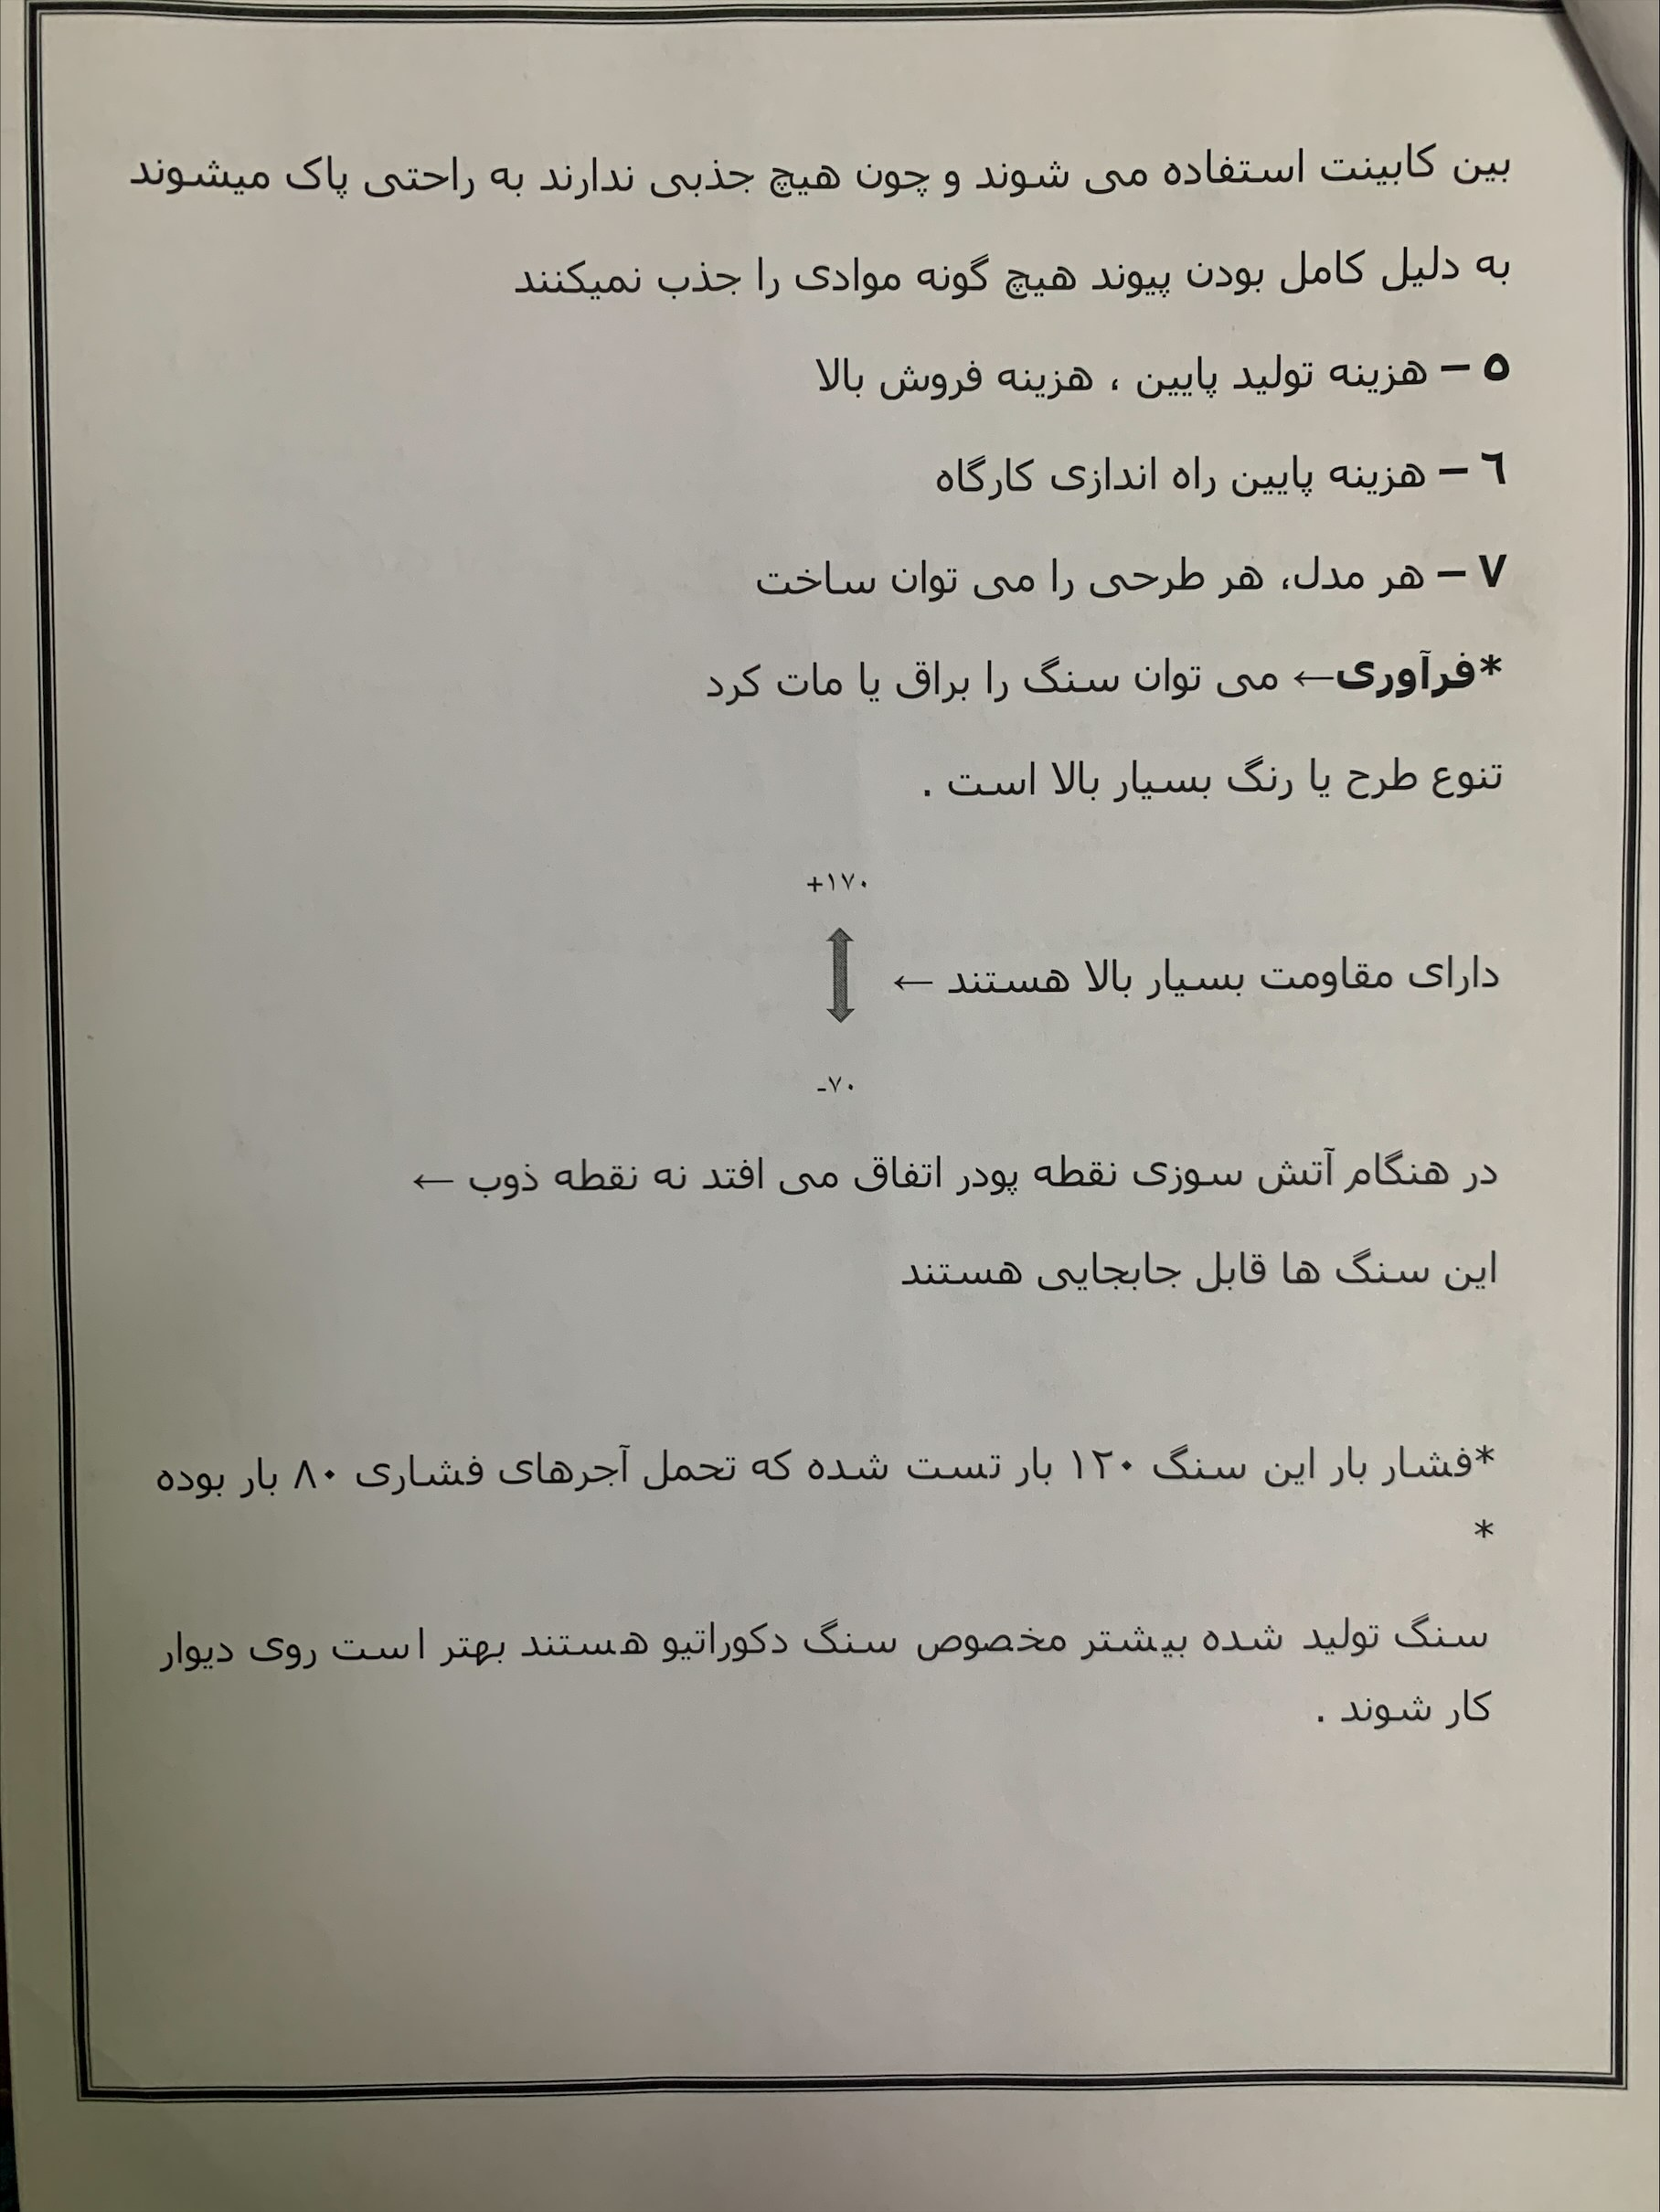 بین کابینت استفاده می شوند و چون هیچ جذبی ندارند به راحتی پاک میشوند
به دلیل کامل بودن پیوند هیچ گونه موادی را جذب نمیکنند
۵ – هزینه تولید پایین ، هزینه فروش بالا
٦ – هزینه پایین راه اندازی کارگاه
۷ – هر مدل، هر طرحی را می توان ساخت
*فرآوری← می توان سنگ را براق یا مات کرد
تنوع طرح یا رنگ بسیار بالا است .
+۱۷۰
دارای مقاومت بسیار بالا هستند ←
-۷۰
در هنگام آتش سوزی نقطه پودر اتفاق می افتد نه نقطه ذوب ←
این سنگ ها قابل جابجایی هستند
*فشار بار این سنگ ۱۲۰ بار تست شده که تحمل آجرهای فشاری ۸۰ بار بوده
*
سنگ تولید شده بیشتر مخصوص سنگ دکوراتیو هستند بهتر است روی دیوار
کار شوند .